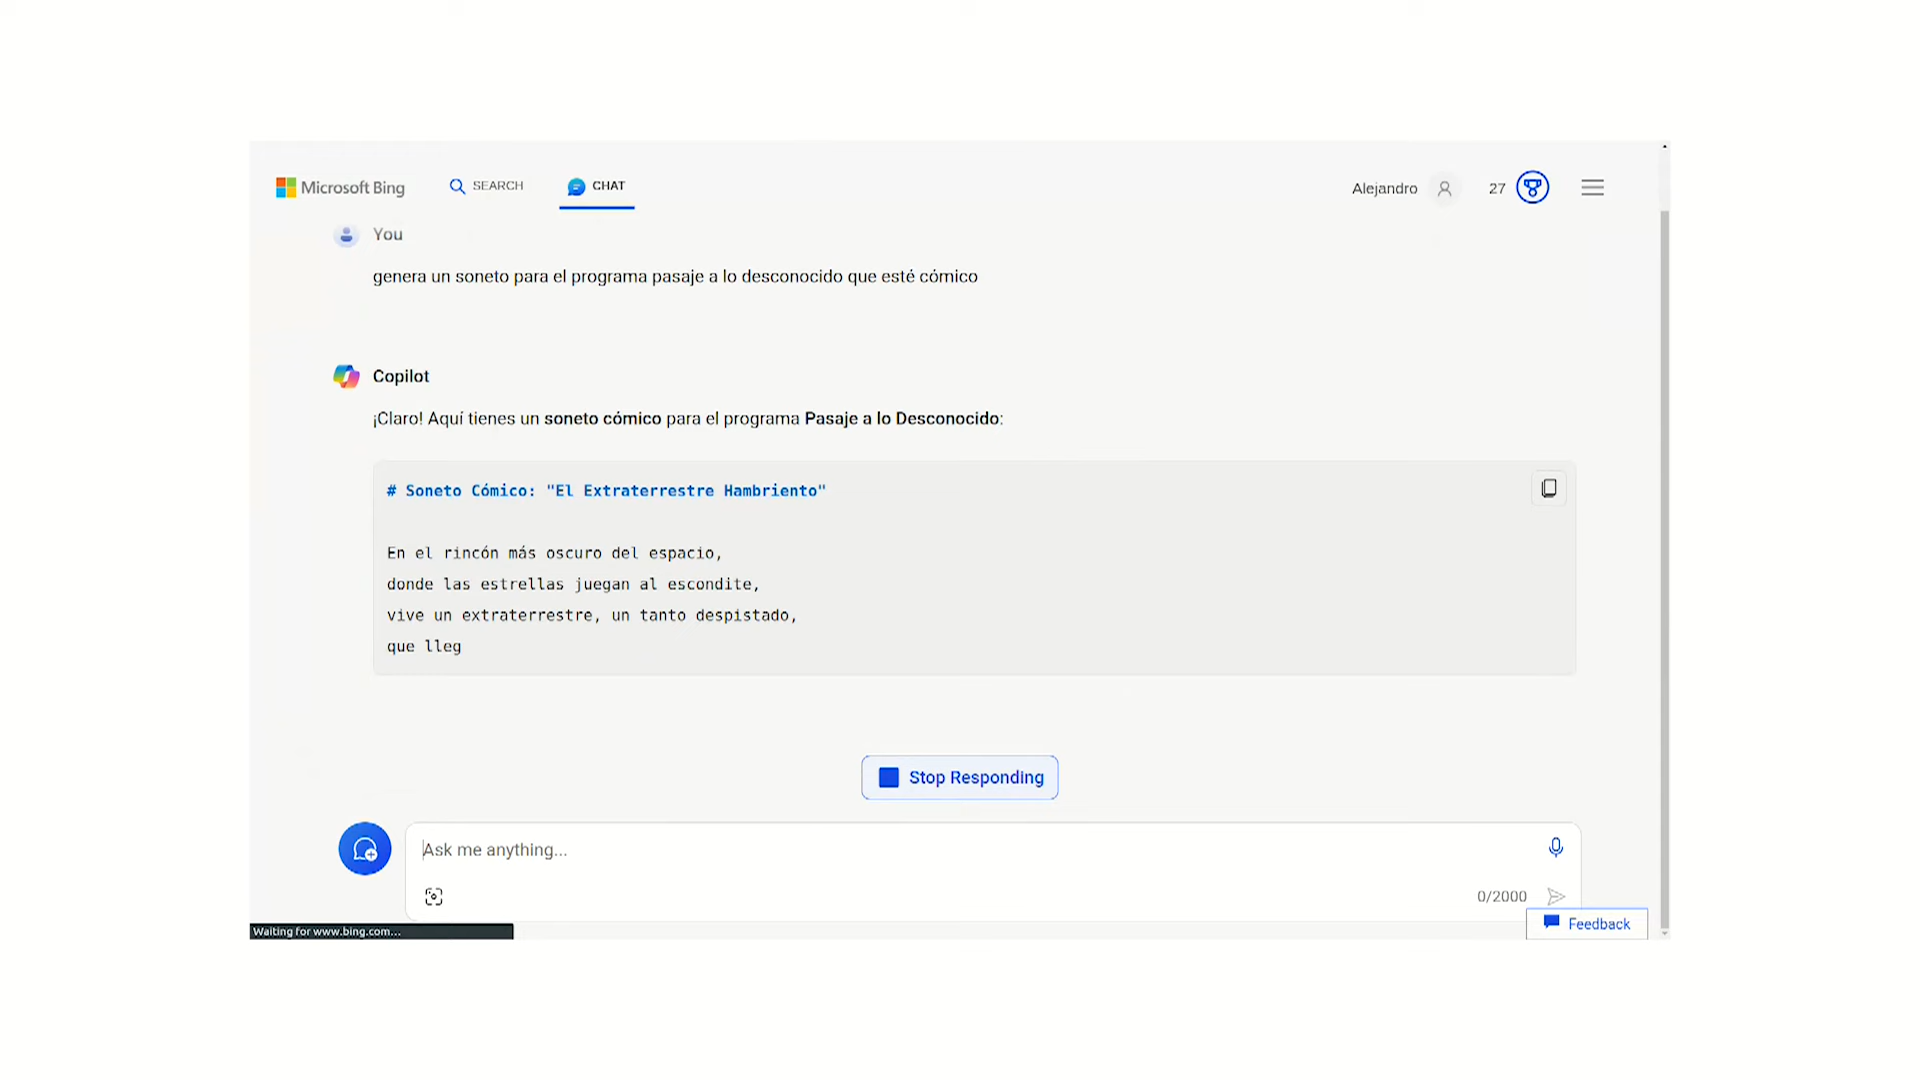 Microsoft Bing SEARCH CHAT Alejandro 27
You
genera un soneto para el programa pasaje a lo desconocido que esté cómico
Copilot
¡Claro! Aquí tienes un soneto cómico para el programa Pasaje a lo Desconocido:
# Soneto Cómico: "El Extraterrestre Hambriento"
En el rincón más oscuro del espacio,
donde las estrellas juegan al escondite,
vive un extraterrestre, un tanto despistado,
que lleg
Stop Responding
Ask me anything...
0/2000
Feedback
Waiting for www.bing.com...